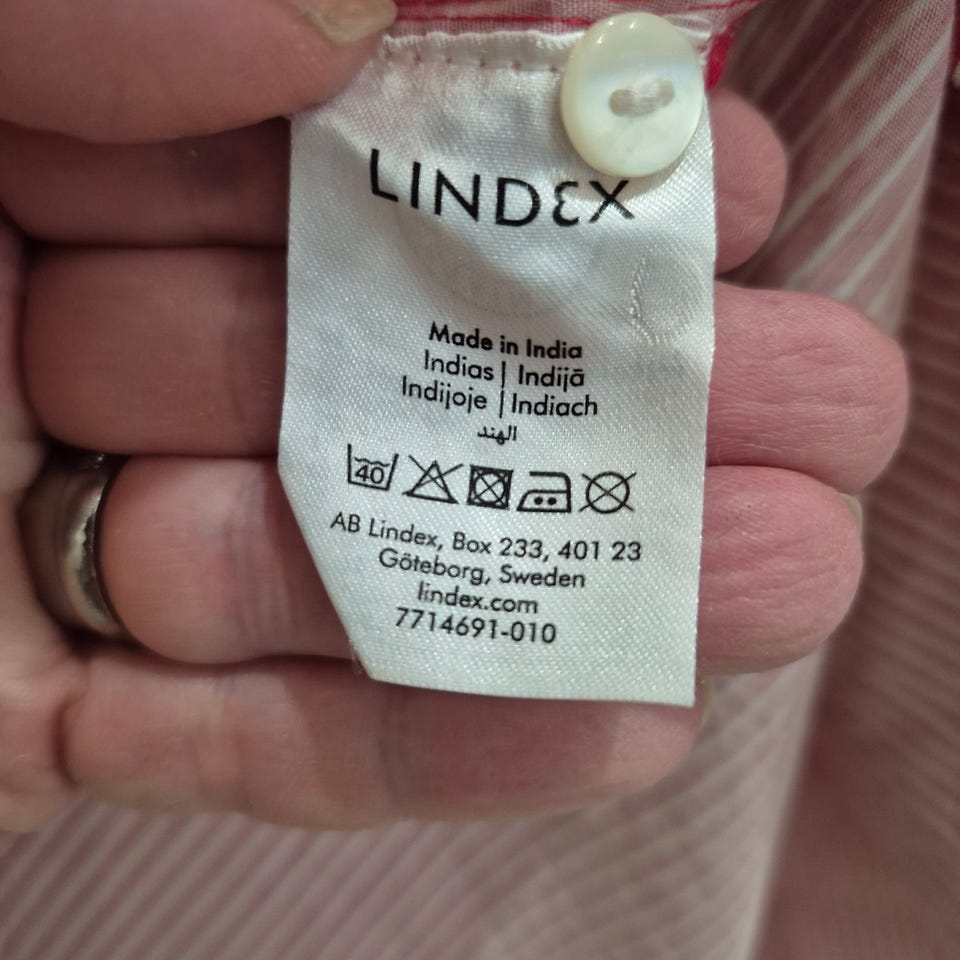 LINDEX
Made in India
Indias | Indijā
Indijoje | Indiach
الهند
40
AB Lindex, Box 233, 401 23
Göteborg, Sweden
lindex.com
7714691-010